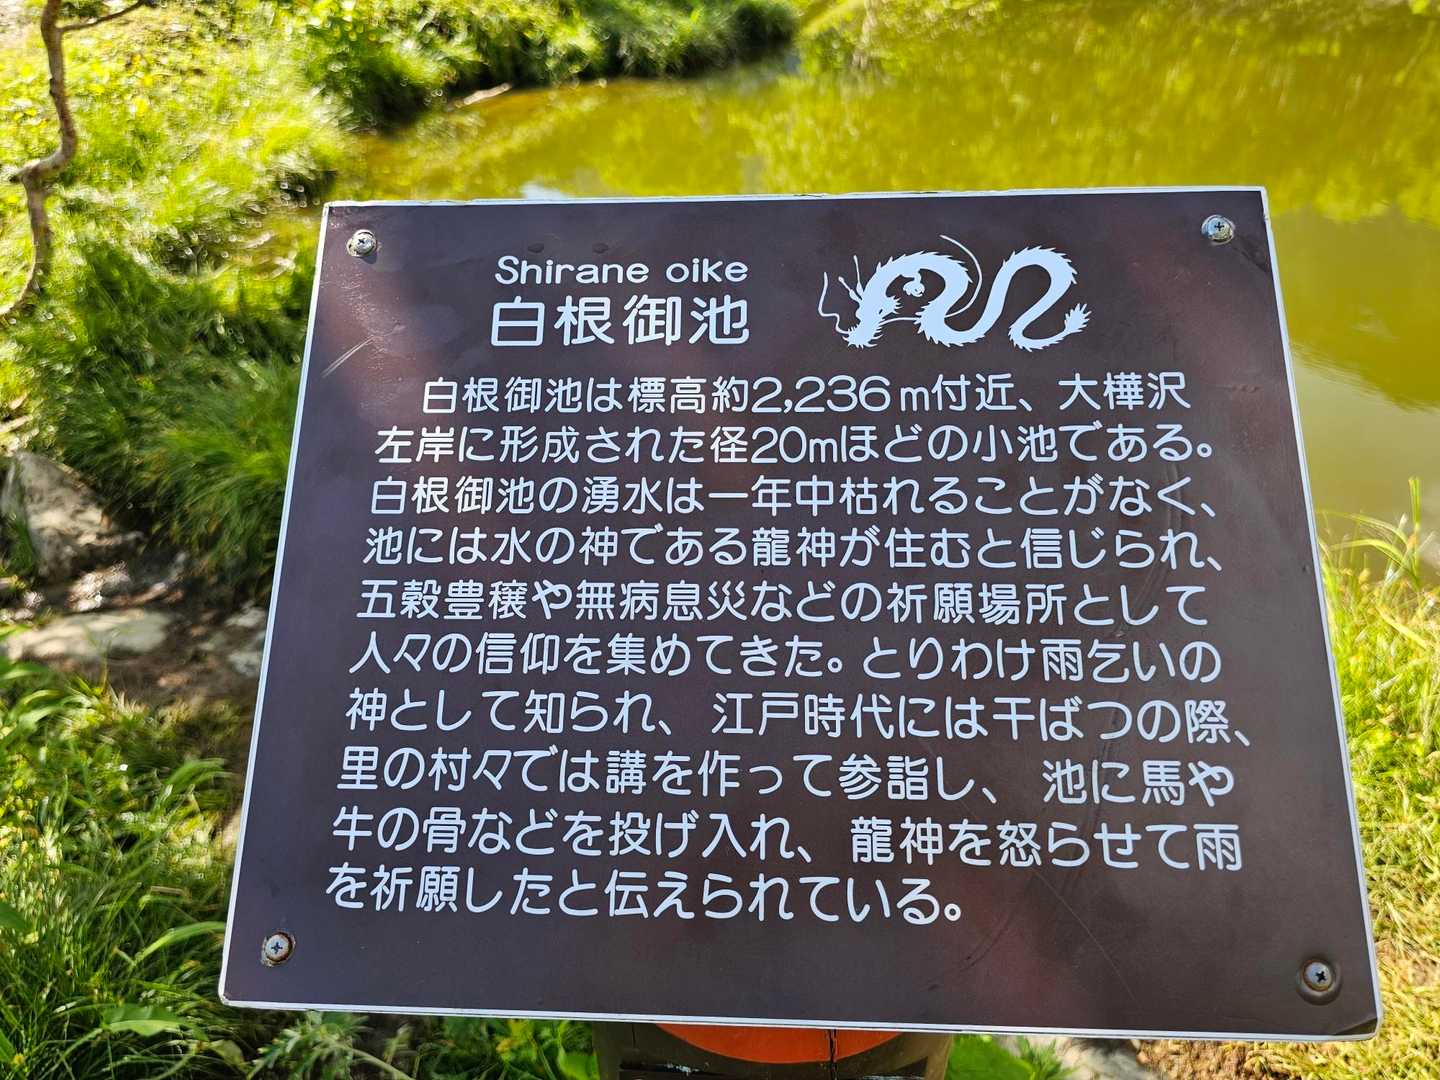 Shirane oike
白根御池
白根御池は標高約2,236m付近、大樺沢
左岸に形成された径20mほどの小池である。
白根御池の湧水は一年中枯れることがなく、
池には水の神である龍神が住むと信じられ、
五穀豊穣や無病息災などの祈願場所として
人々の信仰を集めてきた。とりわけ雨乞いの
神として知られ、江戸時代には干ばつの際、
里の村々では講を作って参詣し、池に馬や
牛の骨などを投げ入れ、龍神を怒らせて雨
を祈願したと伝えられている。